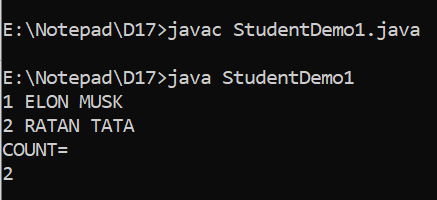 E:\Notepad\D17>javac StudentDemo1.java
E:\Notepad\D17>java StudentDemo1
1 ELON MUSK
2 RATAN TATA
COUNT=
2